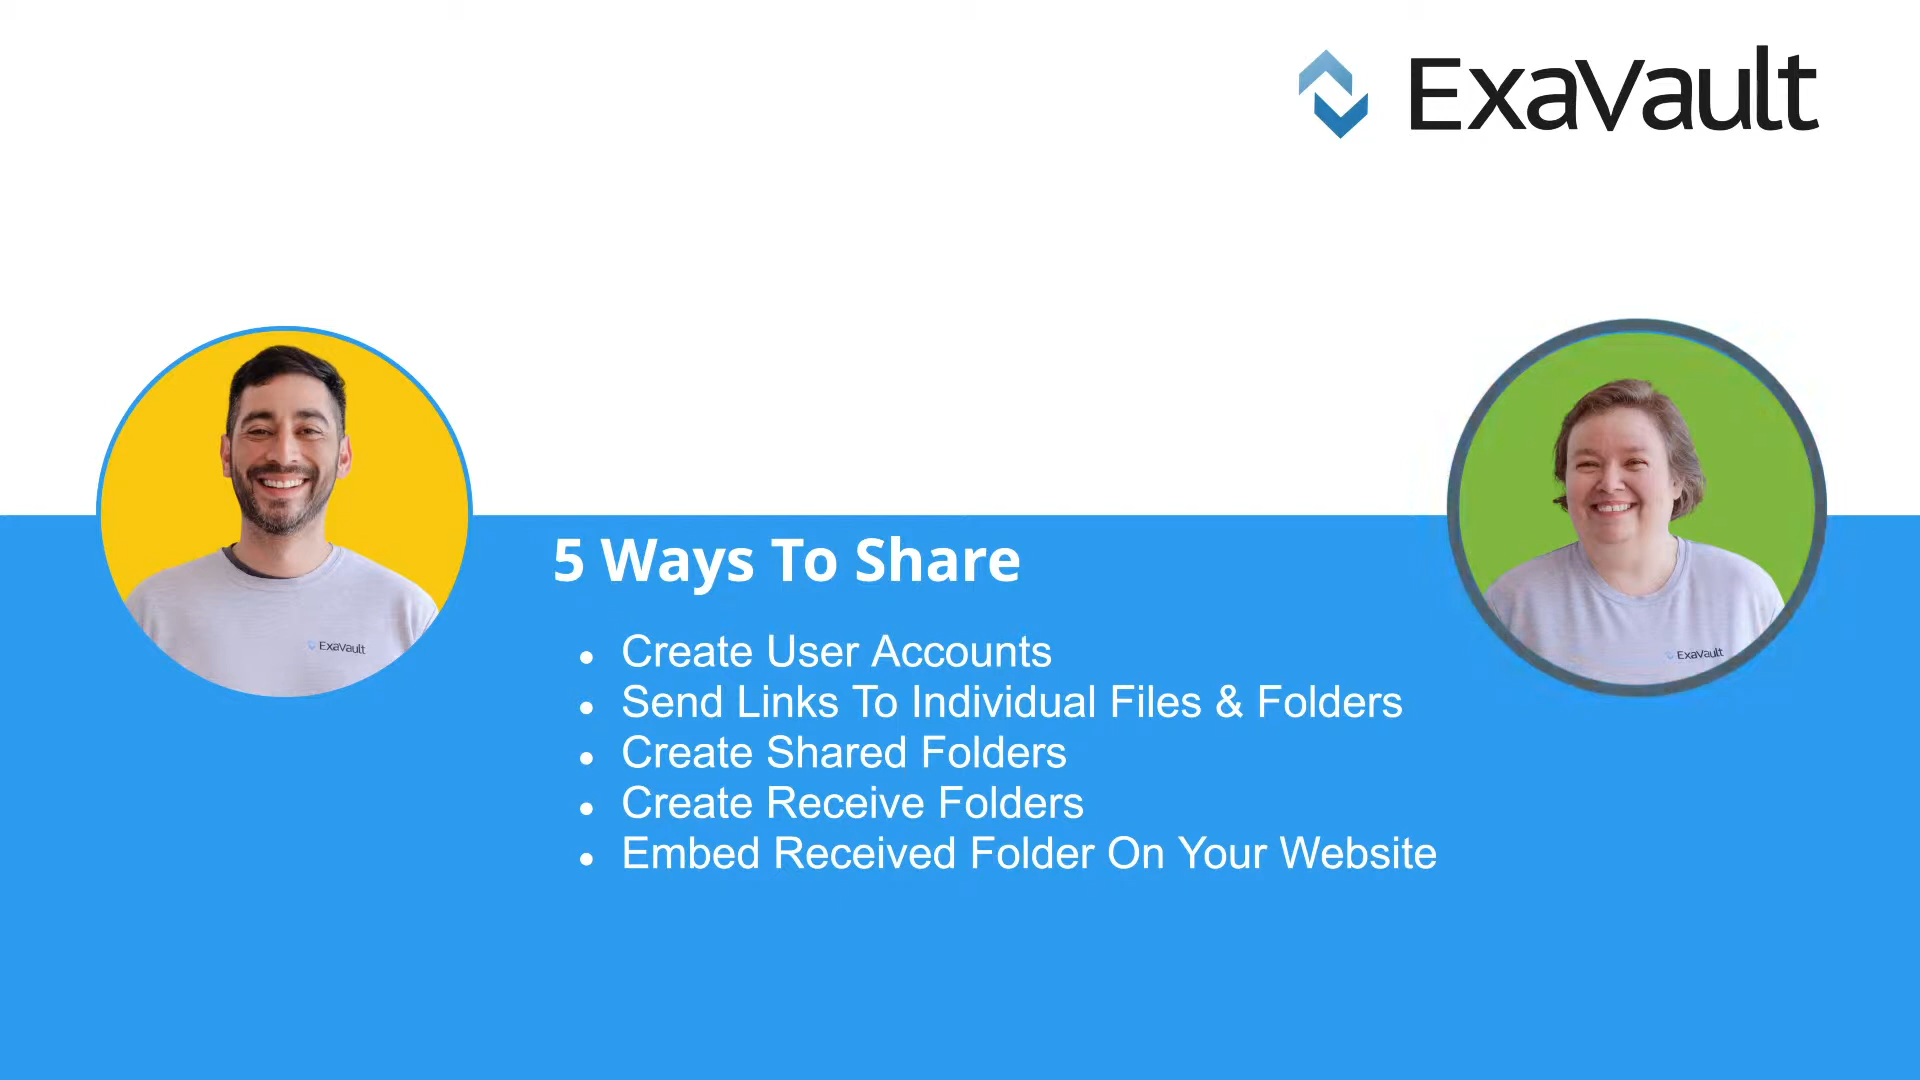 ExaVault
5 Ways To Share
Create User Accounts
Send Links To Individual Files & Folders
Create Shared Folders
Create Receive Folders
Embed Received Folder On Your Website
ExaVault
ExaVault